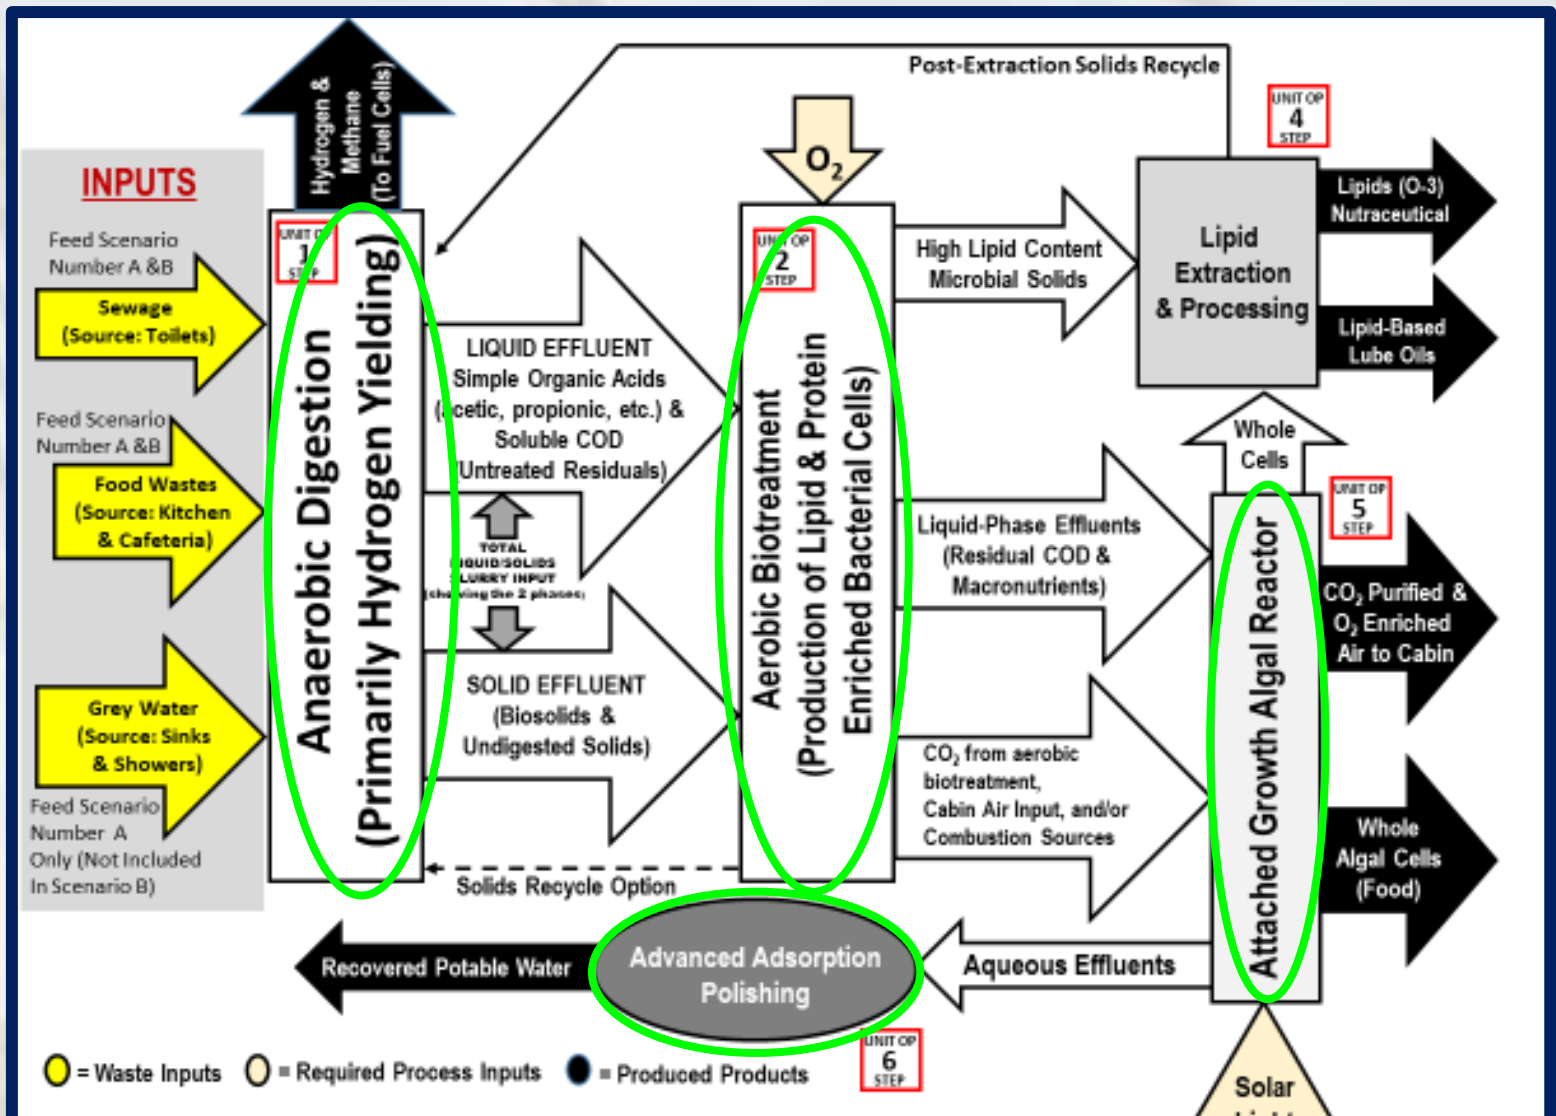 Post-Extraction Solids Recycle
Hydrogen &
Methane
(To Fuel Cells)
O2
UNIT OP
4
STEP
INPUTS
Feed Scenario
Number A &B
Sewage
(Source: Toilets)
Feed Scenario
Number A &B
Food Wastes
(Source: Kitchen
& Cafeteria)
Grey Water
(Source: Sinks
& Showers)
Feed Scenario
Number A
Only (Not Included
In Scenario B)
UNIT OP
1
STEP
Anaerobic Digestion
(Primarily Hydrogen Yielding)
LIQUID EFFLUENT
Simple Organic Acids
(acetic, propionic, etc.) &
Soluble COD
(Untreated Residuals)
TOTAL
LIQUID/SOLIDS
SLURRY INPUT
(showing the 2 phases)
SOLID EFFLUENT
(Biosolids &
Undigested Solids)
Solids Recycle Option
UNIT OP
2
STEP
Aerobic Biotreatment
(Production of Lipid & Protein
Enriched Bacterial Cells)
High Lipid Content
Microbial Solids
Lipid
Extraction
& Processing
Lipids (O-3)
Nutraceutical
Lipid-Based
Lube Oils
Whole
Cells
UNIT OP
5
STEP
Liquid-Phase Effluents
(Residual COD &
Macronutrients)
CO2 from aerobic
biotreatment,
Cabin Air Input, and/or
Combustion Sources
Attached Growth Algal Reactor
CO2 Purified &
O2 Enriched
Air to Cabin
Whole
Algal Cells
(Food)
Aqueous Effluents
Advanced Adsorption
Polishing
Recovered Potable Water
UNIT OP
6
STEP
= Waste Inputs
= Required Process Inputs
= Produced Products
Solar